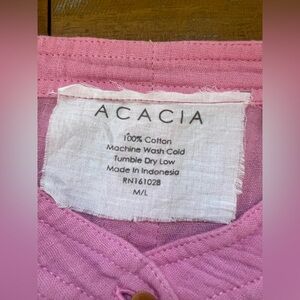 ACACIA
100% Cotton
Machine Wash Cold
Tumble Dry Low
Made In Indonesia
RN161028
M/L